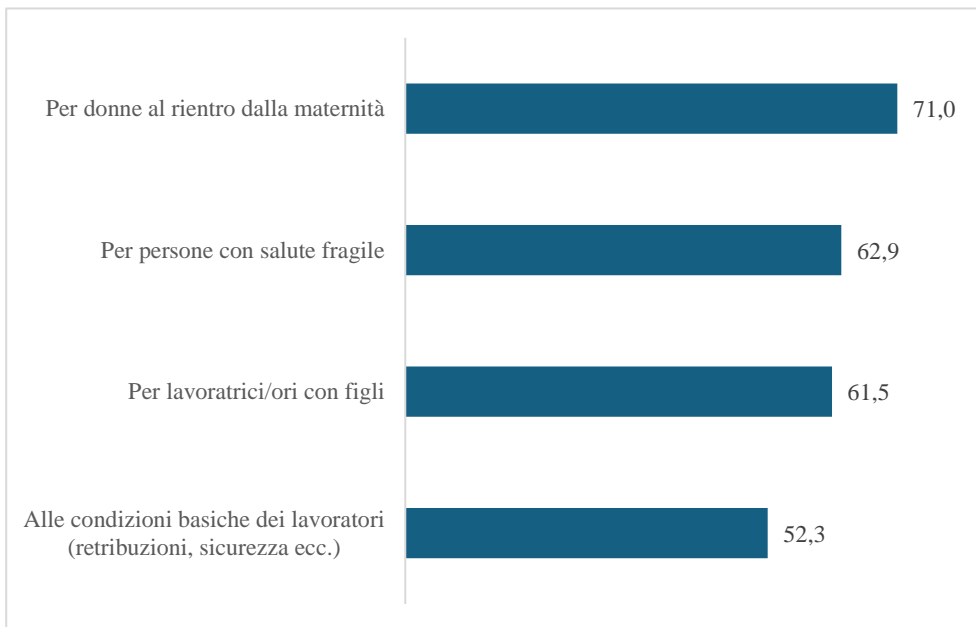 Per donne al rientro dalla maternità
71,0
Per persone con salute fragile
62,9
Per lavoratrici/ori con figli
61,5
Alle condizioni basiche dei lavoratori
(retribuzioni, sicurezza ecc.)
52,3